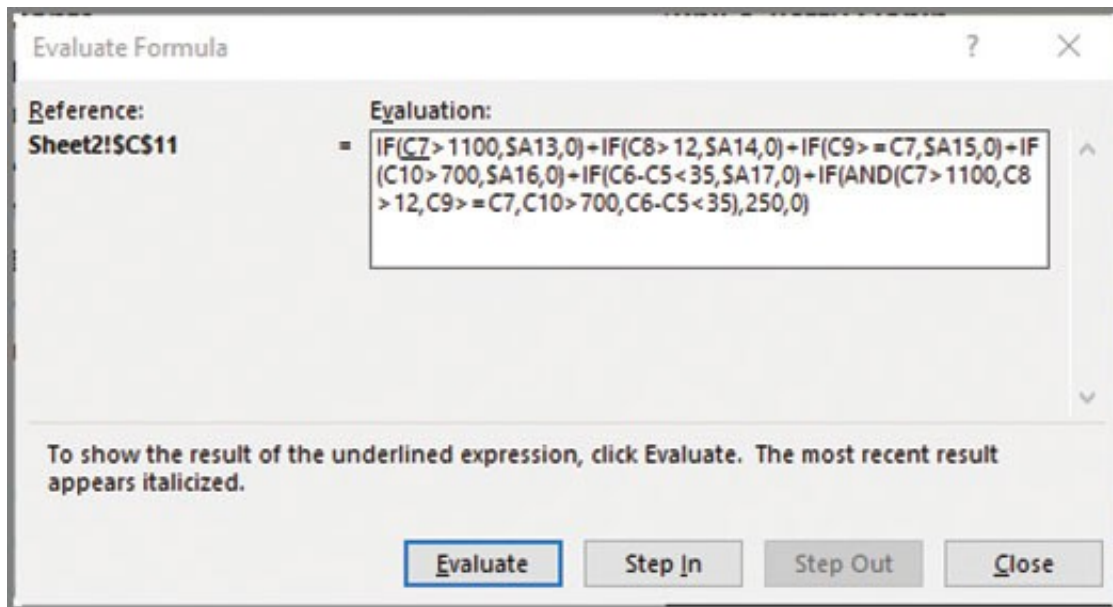 Evaluate Formula
?
Reference:
Evaluation:
Sheet2!$C$11
=
IF(C7>1100,$A13,0)+IF(C8>12,$A14,0)+IF(C9>=C7,$A15,0)+IF
(C10>700,$A16,0)+IF(C6-C5<35,$A17,0)+IF(AND(C7>1100,C8
>12,C9>=C7,C10>700,C6-C5<35),250,0)
To show the result of the underlined expression, click Evaluate. The most recent result
appears italicized.
Evaluate
Step In
Step Out
Close